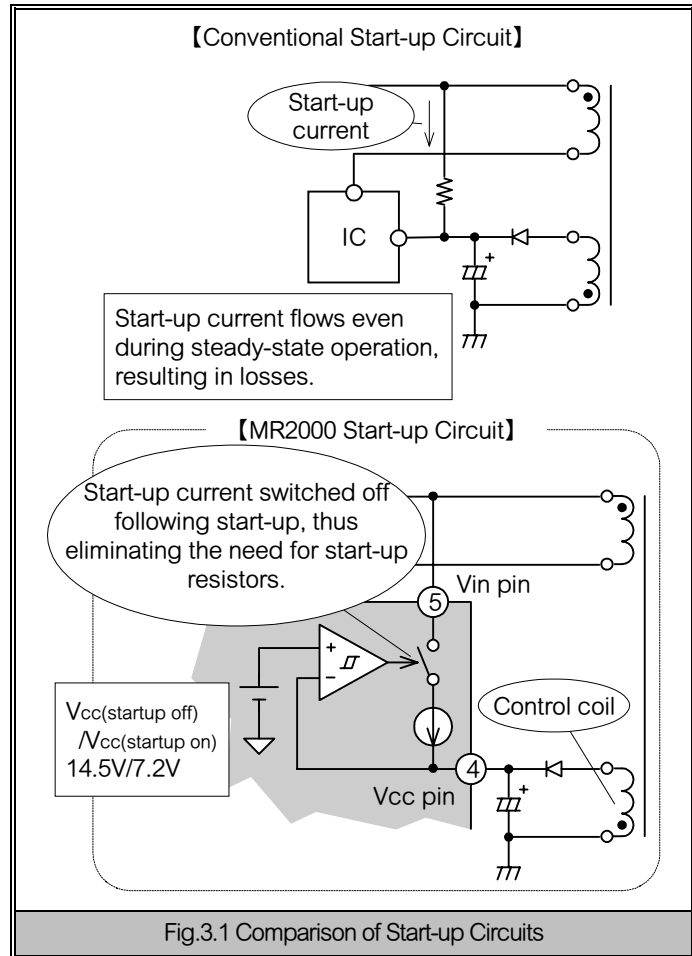 【Conventional Start-up Circuit】
Start-up
current
IC
+
Start-up current flows even
during steady-state operation,
resulting in losses.
【MR2000 Start-up Circuit】
Start-up current switched off
following start-up, thus
eliminating the need for start-up
resistors.
Vin pin
5
+
-
Vcc(startup off)
/Vcc(startup on)
14.5V/7.2V
Control coil
4
Vcc pin
+
Fig.3.1 Comparison of Start-up Circuits